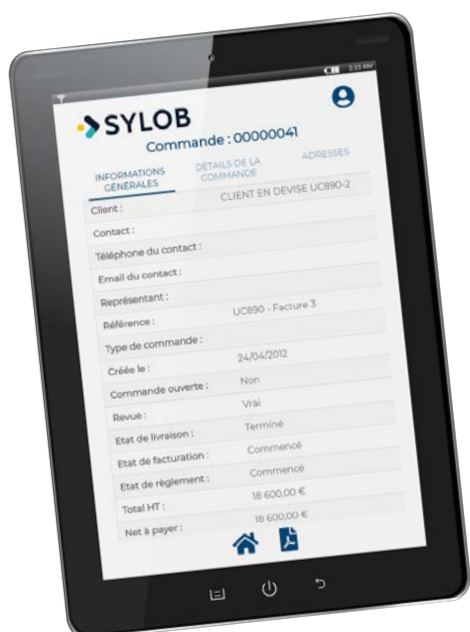 2:15 AM
SYLOB
Commande : 00000041
INFORMATIONS GÉNÉRALES
DÉTAILS DE LA COMMANDE
ADRESSES
Client : CLIENT EN DEVISE UC890-2
Contact :
Téléphone du contact :
Email du contact :
Représentant :
Référence : UC890 - Facture 3
Type de commande :
Créée le : 24/04/2012
Commande ouverte : Non
Revue : Vrai
Etat de livraison : Terminé
Etat de facturation : Commencé
Etat de règlement : Commencé
Total HT : 18 600,00 €
Net à payer : 18 600,00 €